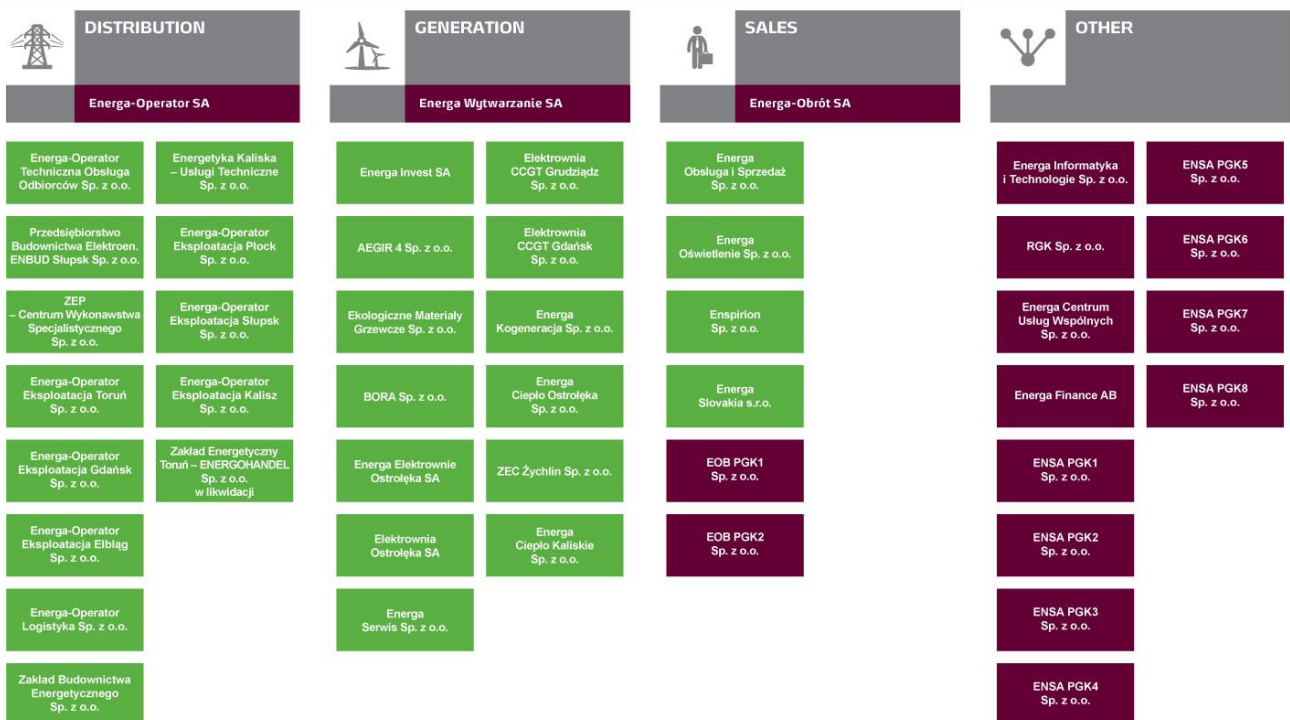 DISTRIBUTION
Energa-Operator SA
Energa-Operator
Techniczna Obsługa
Odbiorców Sp. z o.o.
Energetyka Kaliska
– Usługi Techniczne
Sp. z o.o.
Przedsiębiorstwo
Budownictwa Elektroen.
ENBUD Słupsk Sp. z o.o.
Energa-Operator
Eksploatacja Płock
Sp. z o.o.
ZEP
– Centrum Wykonawstwa
Specjalistycznego
Sp. z o.o.
Energa-Operator
Eksploatacja Słupsk
Sp. z o.o.
Energa-Operator
Eksploatacja Toruń
Sp. z o.o.
Energa-Operator
Eksploatacja Kalisz
Sp. z o.o.
Energa-Operator
Eksploatacja Gdańsk
Sp. z o.o.
Zakład Energetyczny
Toruń – ENERGOHANDEL
Sp. z o.o.
w likwidacji
Energa-Operator
Eksploatacja Elbląg
Sp. z o.o.
Energa-Operator
Logistyka Sp. z o.o.
Zakład Budownictwa
Energetycznego
Sp. z o.o.
GENERATION
Energa Wytwarzanie SA
Energa Invest SA
Elektrownia
CCGT Grudziądz
Sp. z o.o.
AEGIR 4 Sp. z o.o.
Elektrownia
CCGT Gdańsk
Sp. z o.o.
Ekologiczne Materiały
Grzewcze Sp. z o.o.
Energa
Kogeneracja Sp. z o.o.
BORA Sp. z o.o.
Energa
Ciepło Ostrołęka
Sp. z o.o.
Energa Elektrownie
Ostrołęka SA
ZEC Żychlin Sp. z o.o.
Elektrownia
Ostrołęka SA
Energa
Ciepło Kaliskie
Sp. z o.o.
Energa
Serwis Sp. z o.o.
SALES
Energa-Obrót SA
Energa
Obsługa i Sprzedaż
Sp. z o.o.
Energa
Oświetlenie Sp. z o.o.
Enspirion
Sp. z o.o.
Energa
Slovakia s.r.o.
EOB PGK1
Sp. z o.o.
EOB PGK2
Sp. z o.o.
OTHER
Energa Informatyka
i Technologie Sp. z o.o.
ENSA PGK5
Sp. z o.o.
RGK Sp. z o.o.
ENSA PGK6
Sp. z o.o.
Energa Centrum
Usług Wspólnych
Sp. z o.o.
ENSA PGK7
Sp. z o.o.
Energa Finance AB
ENSA PGK8
Sp. z o.o.
ENSA PGK1
Sp. z o.o.
ENSA PGK2
Sp. z o.o.
ENSA PGK3
Sp. z o.o.
ENSA PGK4
Sp. z o.o.